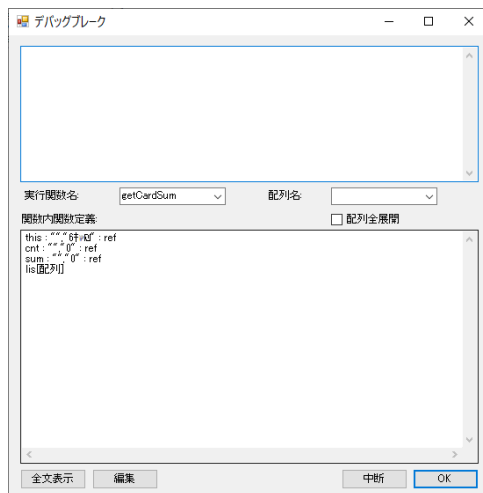 デバッグブレーク
実行関数名:
getCardSum
配列名:
関数内関数定義:
配列全展開
this : "",
: ref
cnt : "","0" : ref
sum : "","0" : ref
lis[配列]
全文表示
編集
中断
OK